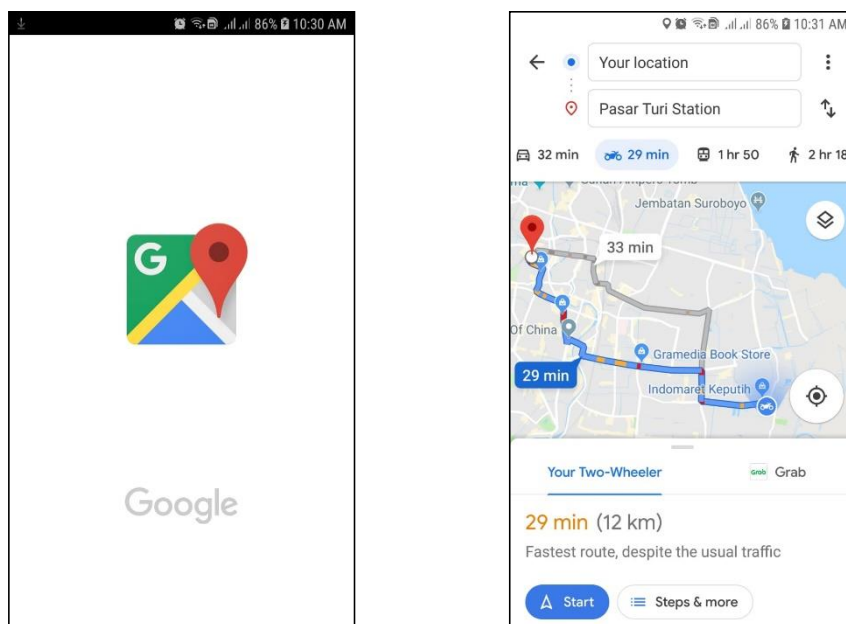 86% 10:30 AM
G
Google
86% 10:31 AM
Your location
Pasar Turi Station
32 min 29 min 1 hr 50 2 hr 18
Jembatan Suroboyo
33 min
Of China
Gramedia Book Store
29 min
Indomaret Keputih
Your Two-Wheeler Grab Grab
29 min (12 km)
Fastest route, despite the usual traffic
Start Steps & more